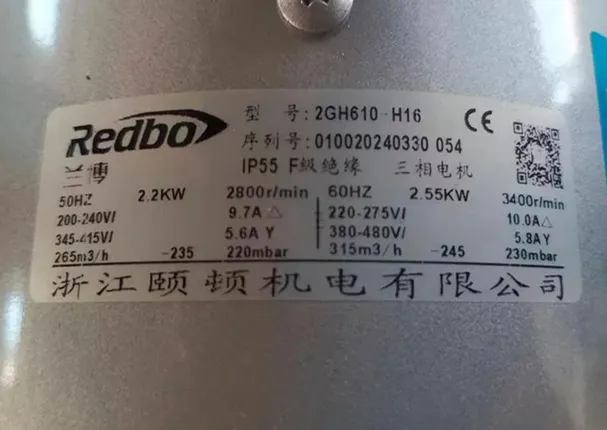 Redbo
兰博
型 号: 2GH610-H16 CE
序列号: 010020240330 054
IP55 F级绝缘 三相电机
50HZ 2.2KW 2800r/min 60HZ 2.55KW 3400r/min
200-240V/ 9.7A△ 220-275V/ 10.0A△
345-415V/ 5.6A Y 380-480V/ 5.8A Y
265m3/h -235 220mbar 315m3/h -245 230mbar
浙江颐顿机电有限公司